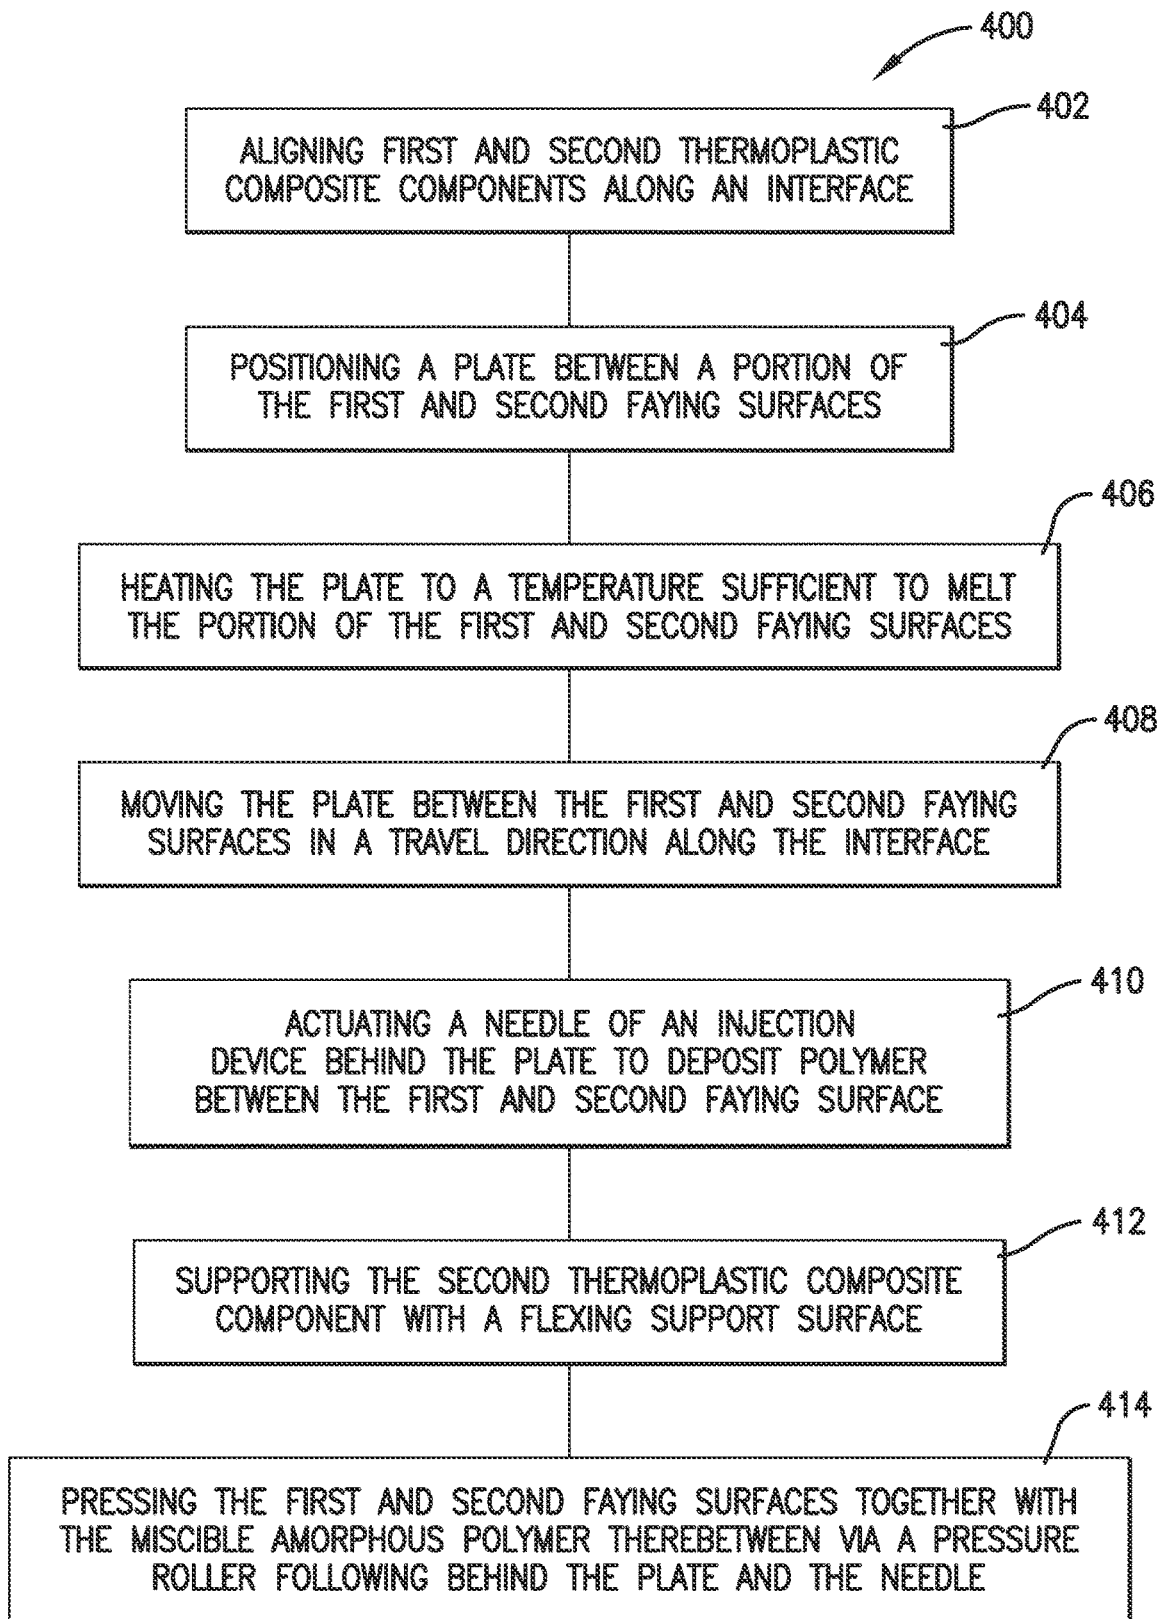 400
402
ALIGNING FIRST AND SECOND THERMOPLASTIC
COMPOSITE COMPONENTS ALONG AN INTERFACE
404
POSITIONING A PLATE BETWEEN A PORTION OF
THE FIRST AND SECOND FAYING SURFACES
406
HEATING THE PLATE TO A TEMPERATURE SUFFICIENT TO MELT
THE PORTION OF THE FIRST AND SECOND FAYING SURFACES
408
MOVING THE PLATE BETWEEN THE FIRST AND SECOND FAYING
SURFACES IN A TRAVEL DIRECTION ALONG THE INTERFACE
410
ACTUATING A NEEDLE OF AN INJECTION
DEVICE BEHIND THE PLATE TO DEPOSIT POLYMER
BETWEEN THE FIRST AND SECOND FAYING SURFACE
412
SUPPORTING THE SECOND THERMOPLASTIC COMPOSITE
COMPONENT WITH A FLEXING SUPPORT SURFACE
414
PRESSING THE FIRST AND SECOND FAYING SURFACES TOGETHER WITH
THE MISCIBLE AMORPHOUS POLYMER THEREBETWEEN VIA A PRESSURE
ROLLER FOLLOWING BEHIND THE PLATE AND THE NEEDLE